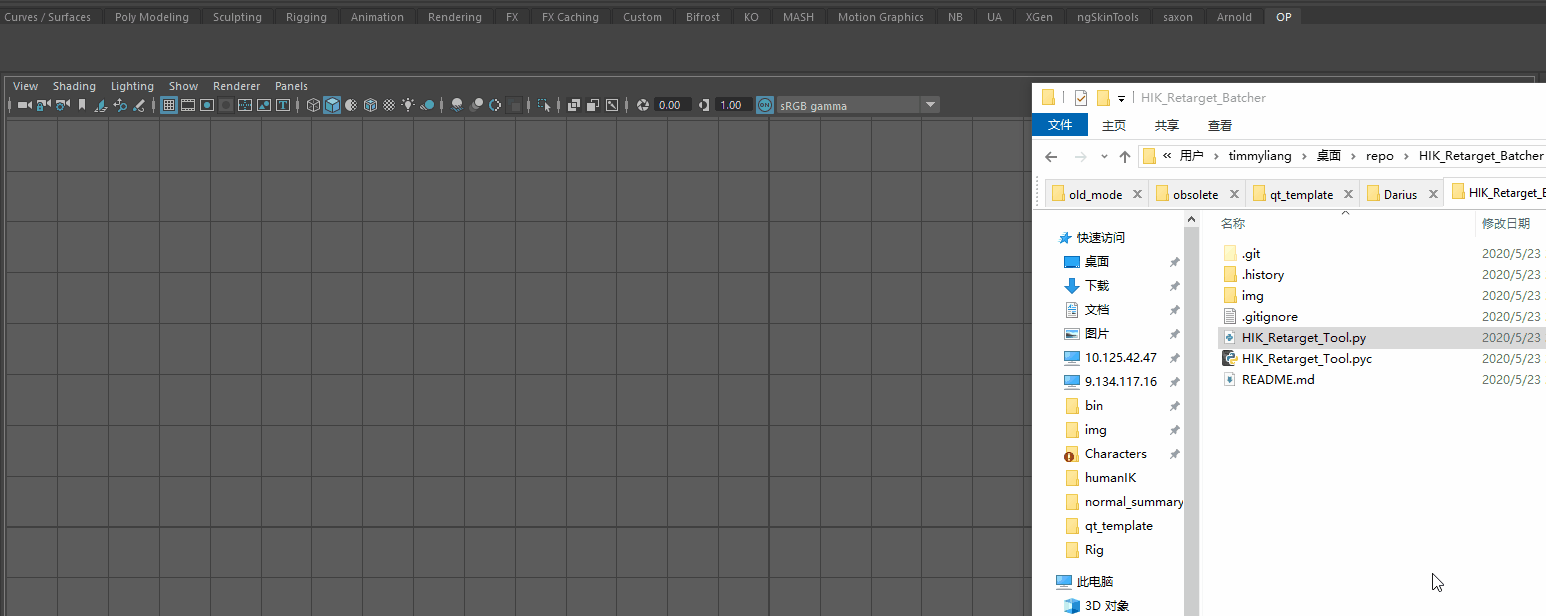 Curves / Surfaces Poly Modeling Sculpting Rigging Animation Rendering FX FX Caching Custom Bifrost KO MASH Motion Graphics NB UA XGen ngSkinTools saxon Arnold OP
View Shading Lighting Show Renderer Panels
0.00 1.00 ON sRGB gamma
HIK_Retarget_Batcher
文件 主页 共享 查看
« 用户 › timmyliang › 桌面 › repo › HIK_Retarget_Batcher
old_mode obsolete qt_template Darius HIK_Retarget_B
名称 修改日期
快速访问
桌面
下载
文档
图片
10.125.42.47
9.134.117.16
bin
img
Characters
humanIK
normal_summary
qt_template
Rig
此电脑
3D 对象
.git 2020/5/23
.history 2020/5/23
img 2020/5/23
.gitignore 2020/5/23
HIK_Retarget_Tool.py 2020/5/23
HIK_Retarget_Tool.pyc 2020/5/23
README.md 2020/5/23